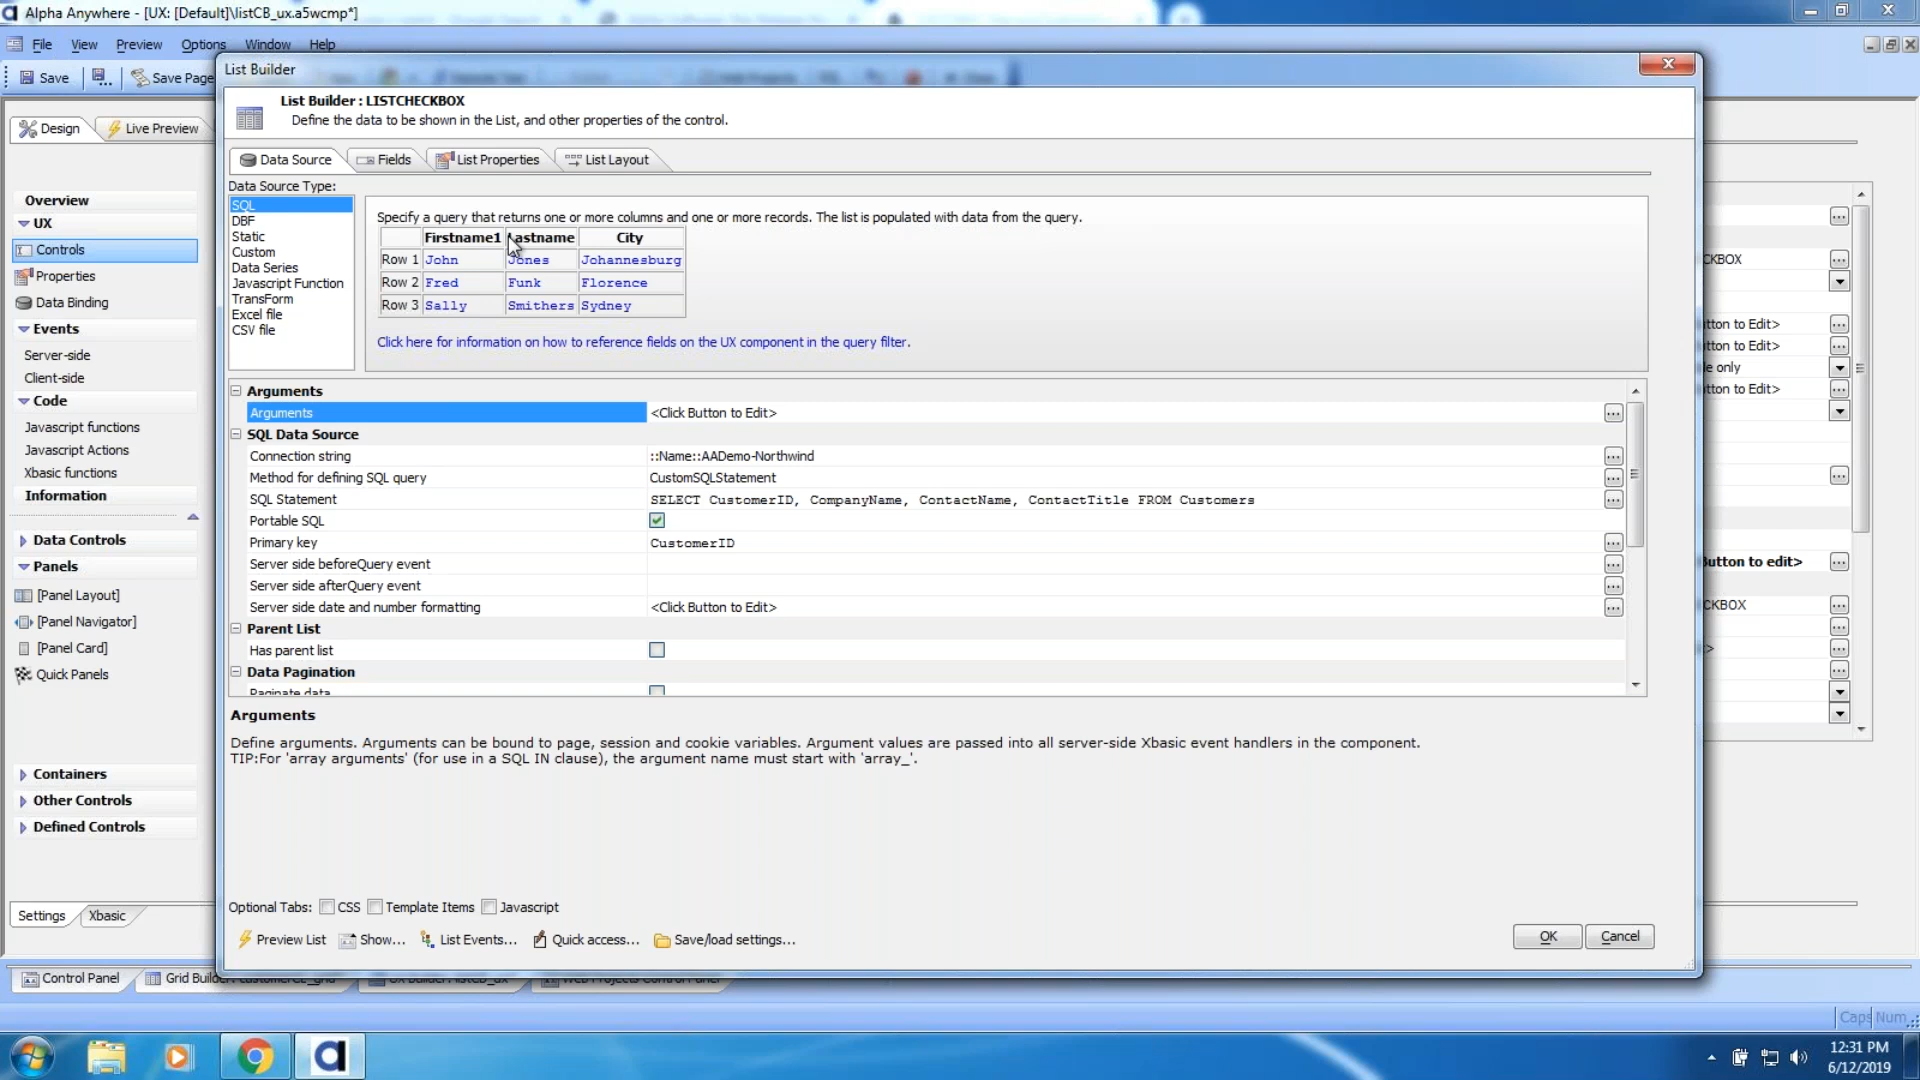 Alpha Anywhere - [UX: [Default]\listCB_ux.a5wcmp*]
File View Preview Options Window Help
Save Save Page
Design Live Preview
Overview
UX
Controls
Properties
Data Binding
Events
Server-side
Client-side
Code
Javascript functions
Javascript Actions
Xbasic functions
Information
Data Controls
Panels
[Panel Layout]
[Panel Navigator]
[Panel Card]
Quick Panels
Containers
Other Controls
Defined Controls
Settings Xbasic
List Builder
List Builder : LISTCHECKBOX
Define the data to be shown in the List, and other properties of the control.
Data Source Fields List Properties List Layout
Data Source Type:
SQL
DBF
Static
Custom
Data Series
Javascript Function
TransForm
Excel file
CSV file
Specify a query that returns one or more columns and one or more records. The list is populated with data from the query.
Firstname1 Lastname City
Row 1 John Jones Johannesburg
Row 2 Fred Funk Florence
Row 3 Sally Smithers Sydney
Click here for information on how to reference fields on the UX component in the query filter.
Arguments
Arguments <Click Button to Edit>
SQL Data Source
Connection string ::Name::AADemo-Northwind
Method for defining SQL query CustomSQLStatement
SQL Statement SELECT CustomerID, CompanyName, ContactName, ContactTitle FROM Customers
Portable SQL
Primary key CustomerID
Server side beforeQuery event
Server side afterQuery event
Server side date and number formatting <Click Button to Edit>
Parent List
Has parent list
Data Pagination
Paginate data
Arguments
Define arguments. Arguments can be bound to page, session and cookie variables. Argument values are passed into all server-side Xbasic event handlers in the component.
TIP:For 'array arguments' (for use in a SQL IN clause), the argument name must start with 'array_'.
Optional Tabs: CSS Template Items Javascript
Preview List Show... List Events... Quick access... Save/load settings...
OK Cancel
CKBOX
tton to Edit>
tton to Edit>
e only
tton to Edit>
Button to edit>
CKBOX
>
Control Panel Grid Builder: customerCL_grid UX Builder: listCB_ux Web Projects Control Panel
Caps Num
12:31 PM
6/12/2019